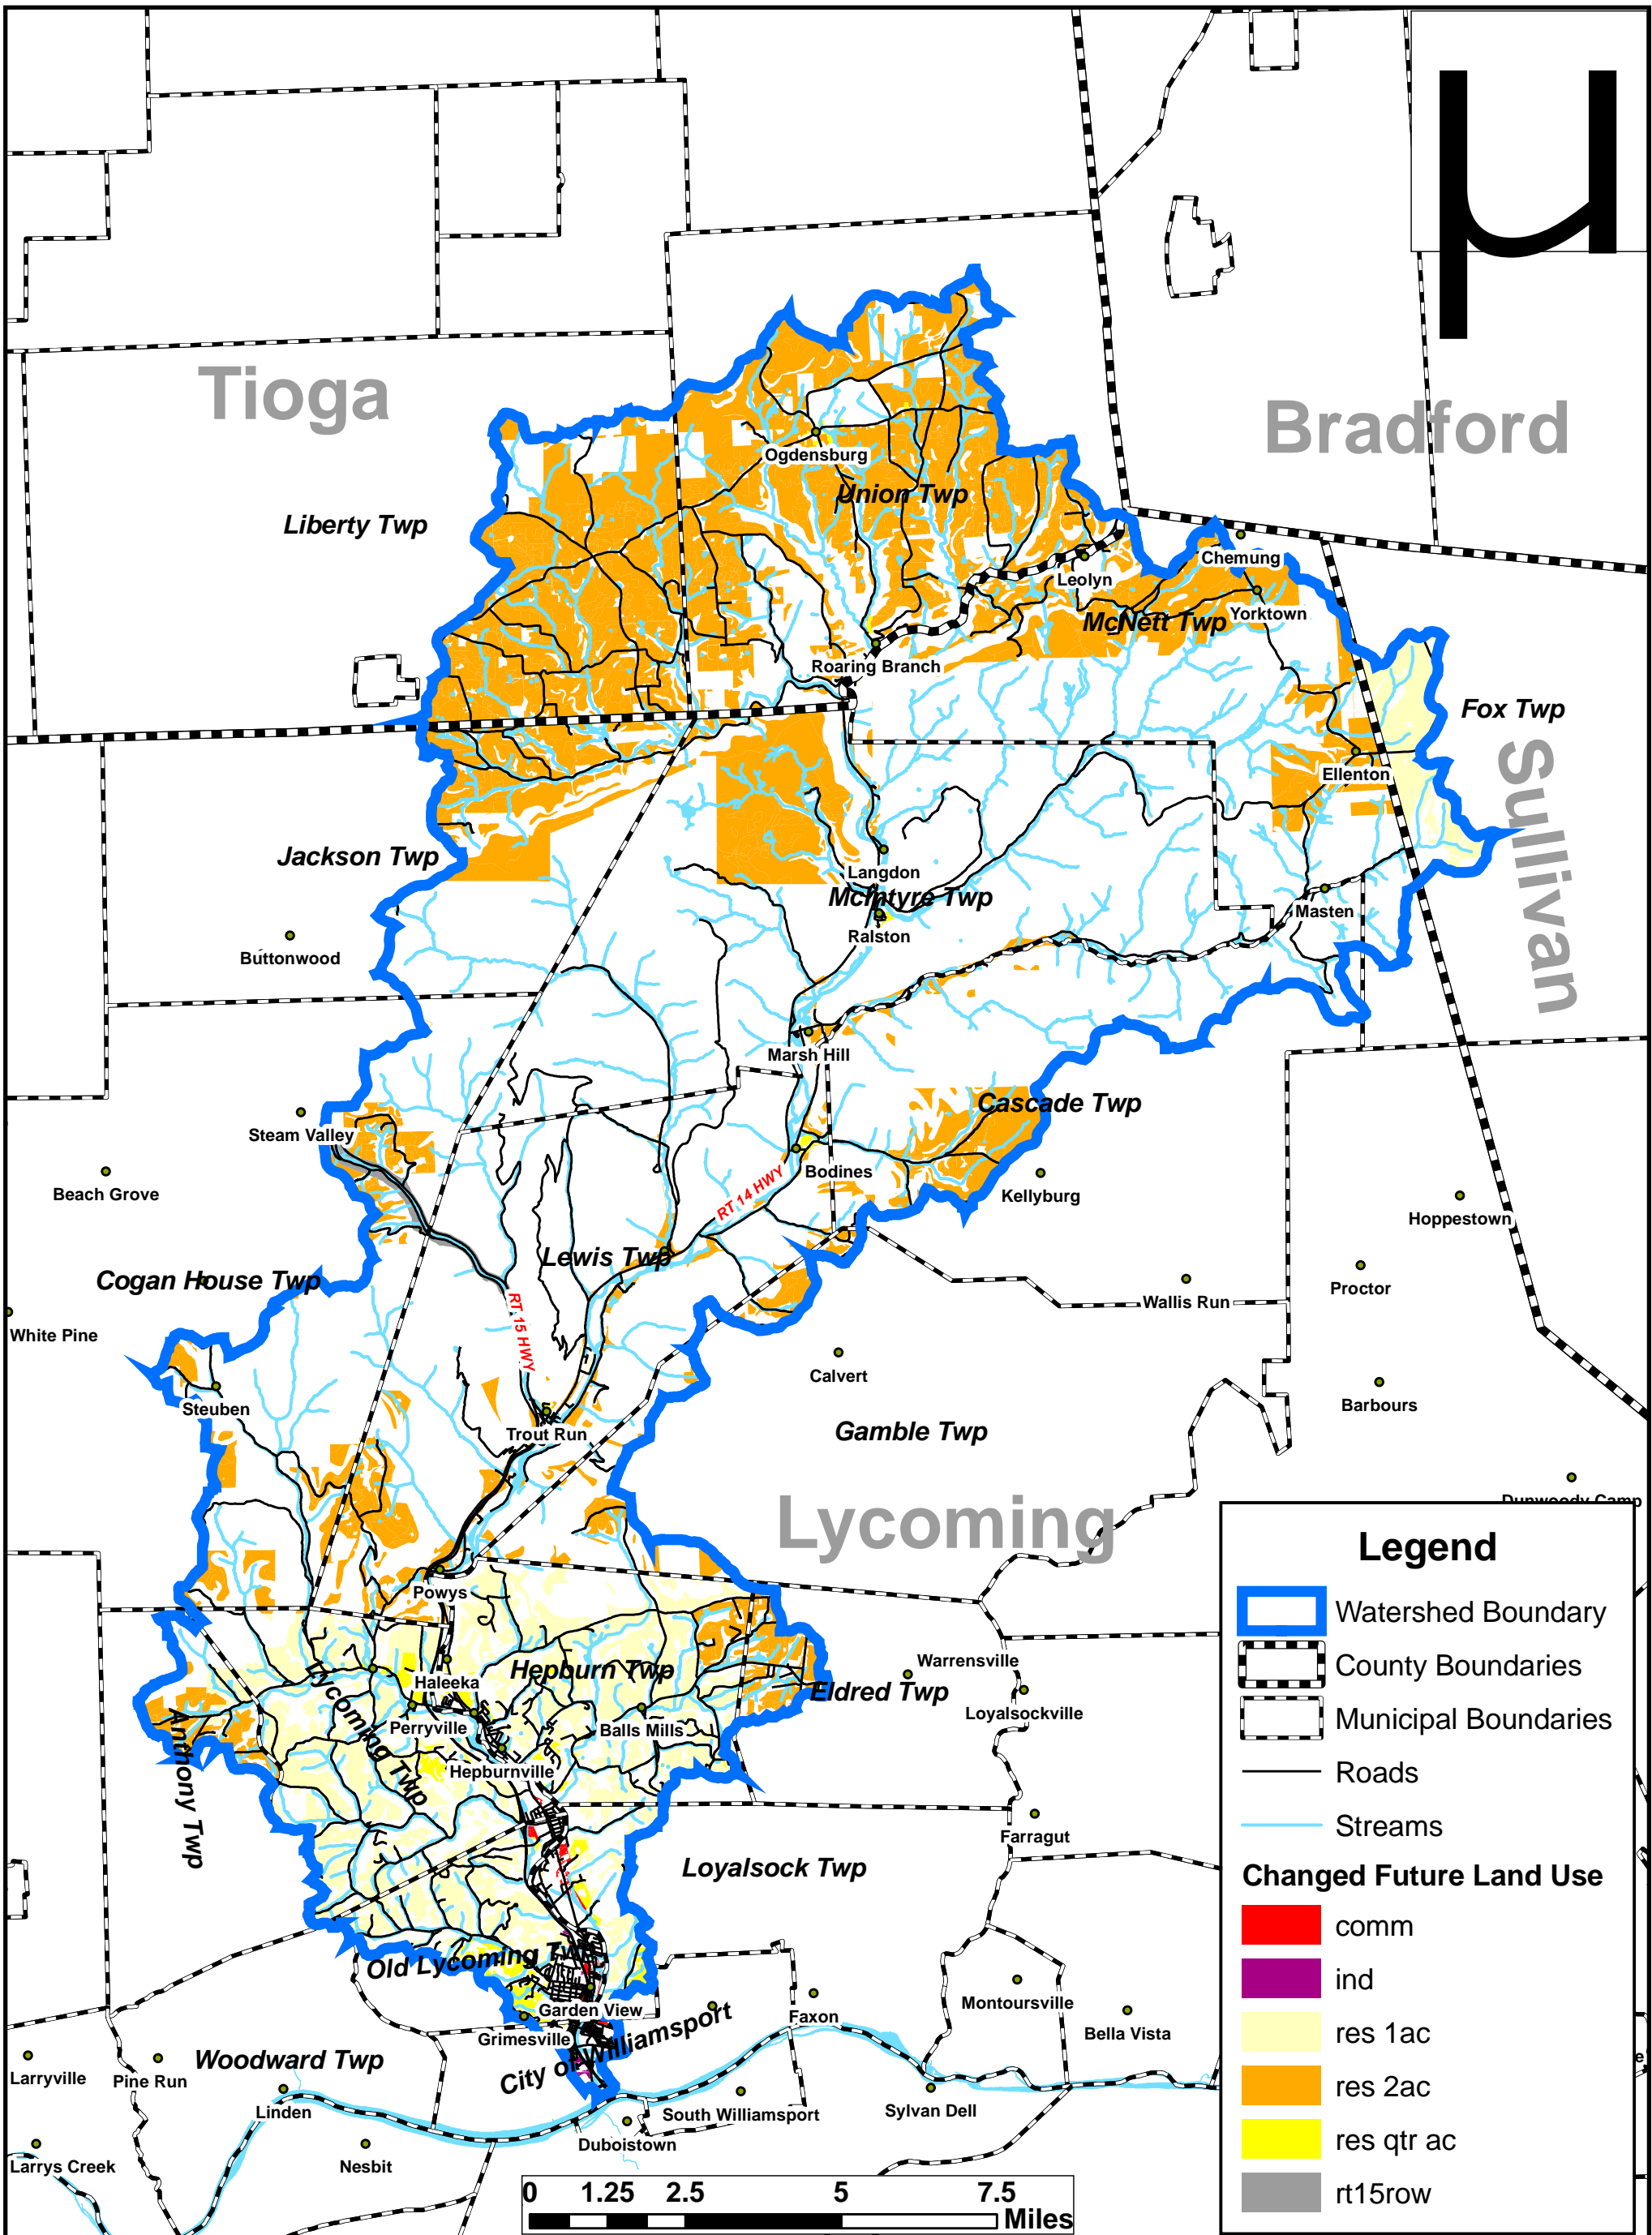 µ
Tioga
Bradford
Ogdensburg
Union Twp
Liberty Twp
Chemung
Leolyn
Yorktown
McNett Twp
Roaring Branch
Fox Twp
Sullivan
Ellenton
Jackson Twp
Langdon
McIntyre Twp
Masten
Ralston
Buttonwood
Marsh Hill
Cascade Twp
Steam Valley
Bodines
Beach Grove
Kellyburg
RT 14 HWY
Hoppestown
Lewis Twp
Cogan House Twp
Proctor
Wallis Run
RT 15 HWY
White Pine
Calvert
Steuben
Barbours
Trout Run
Gamble Twp
Lycoming
Dunwoody Camp
Powys
Hepburn Twp
Warrensville
Haleeka
Eldred Twp
Lycoming Twp
Loyalsockville
Perryville
Balls Mills
Anthony Twp
Hepburnville
Farragut
Loyalsock Twp
Old Lycoming Twp
Montoursville
Garden View
Faxon
Bella Vista
Grimesville
City of Williamsport
Woodward Twp
Larryville
Pine Run
Linden
South Williamsport
Sylvan Dell
Duboistown
Larrys Creek
Nesbit
Legend
Watershed Boundary
County Boundaries
Municipal Boundaries
Roads
Streams
Changed Future Land Use
comm
ind
res 1ac
res 2ac
res qtr ac
rt15row
0 1.25 2.5 5 7.5
Miles